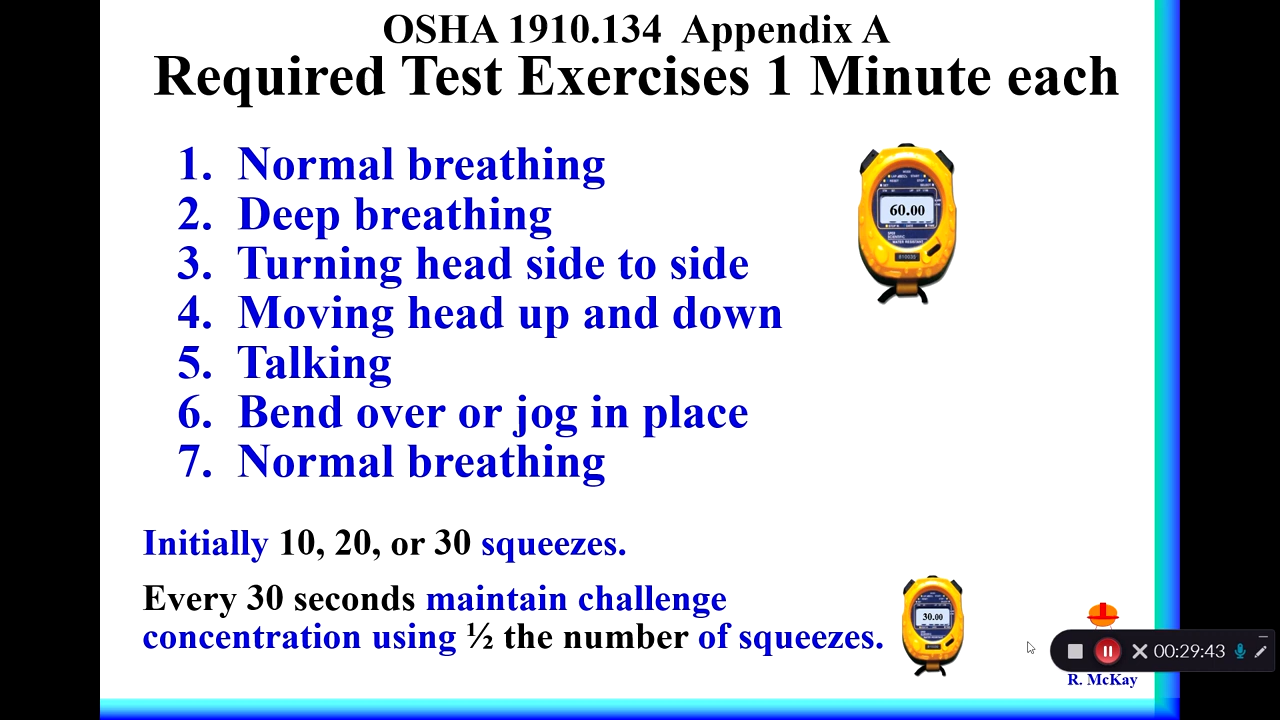 OSHA 1910.134 Appendix A
Required Test Exercises 1 Minute each
1. Normal breathing
2. Deep breathing
3. Turning head side to side
4. Moving head up and down
5. Talking
6. Bend over or jog in place
7. Normal breathing
60.00
Initially 10, 20, or 30 squeezes.
Every 30 seconds maintain challenge
concentration using ½ the number of squeezes.
30.00
00:29:43
R. McKay